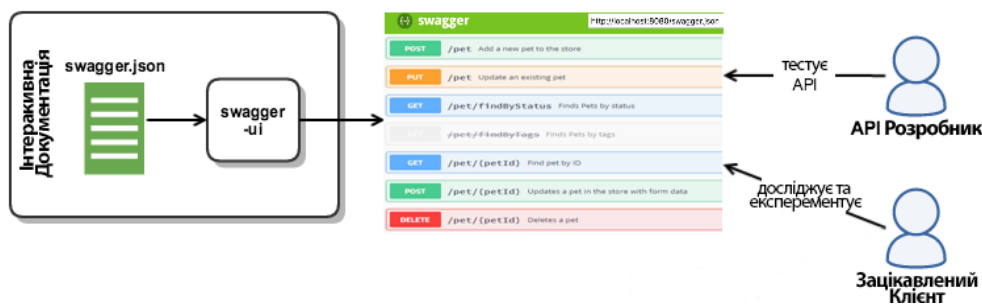 Інтеракивна
Документація
swagger.json
swagger
-ui
swagger
http://localhost:8080/swagger.json
POST /pet Add a new pet to the store
PUT /pet Update an existing pet
GET /pet/findByStatus Finds Pets by status
GET /pet/findByTags Finds Pets by tags
GET /pet/{petId} Find pet by ID
POST /pet/{petId} Updates a pet in the store with form data
DELETE /pet/{petId} Deletes a pet
тестує
API
API Розробник
досліджує та
експерементує
Зацікавлений
Клієнт